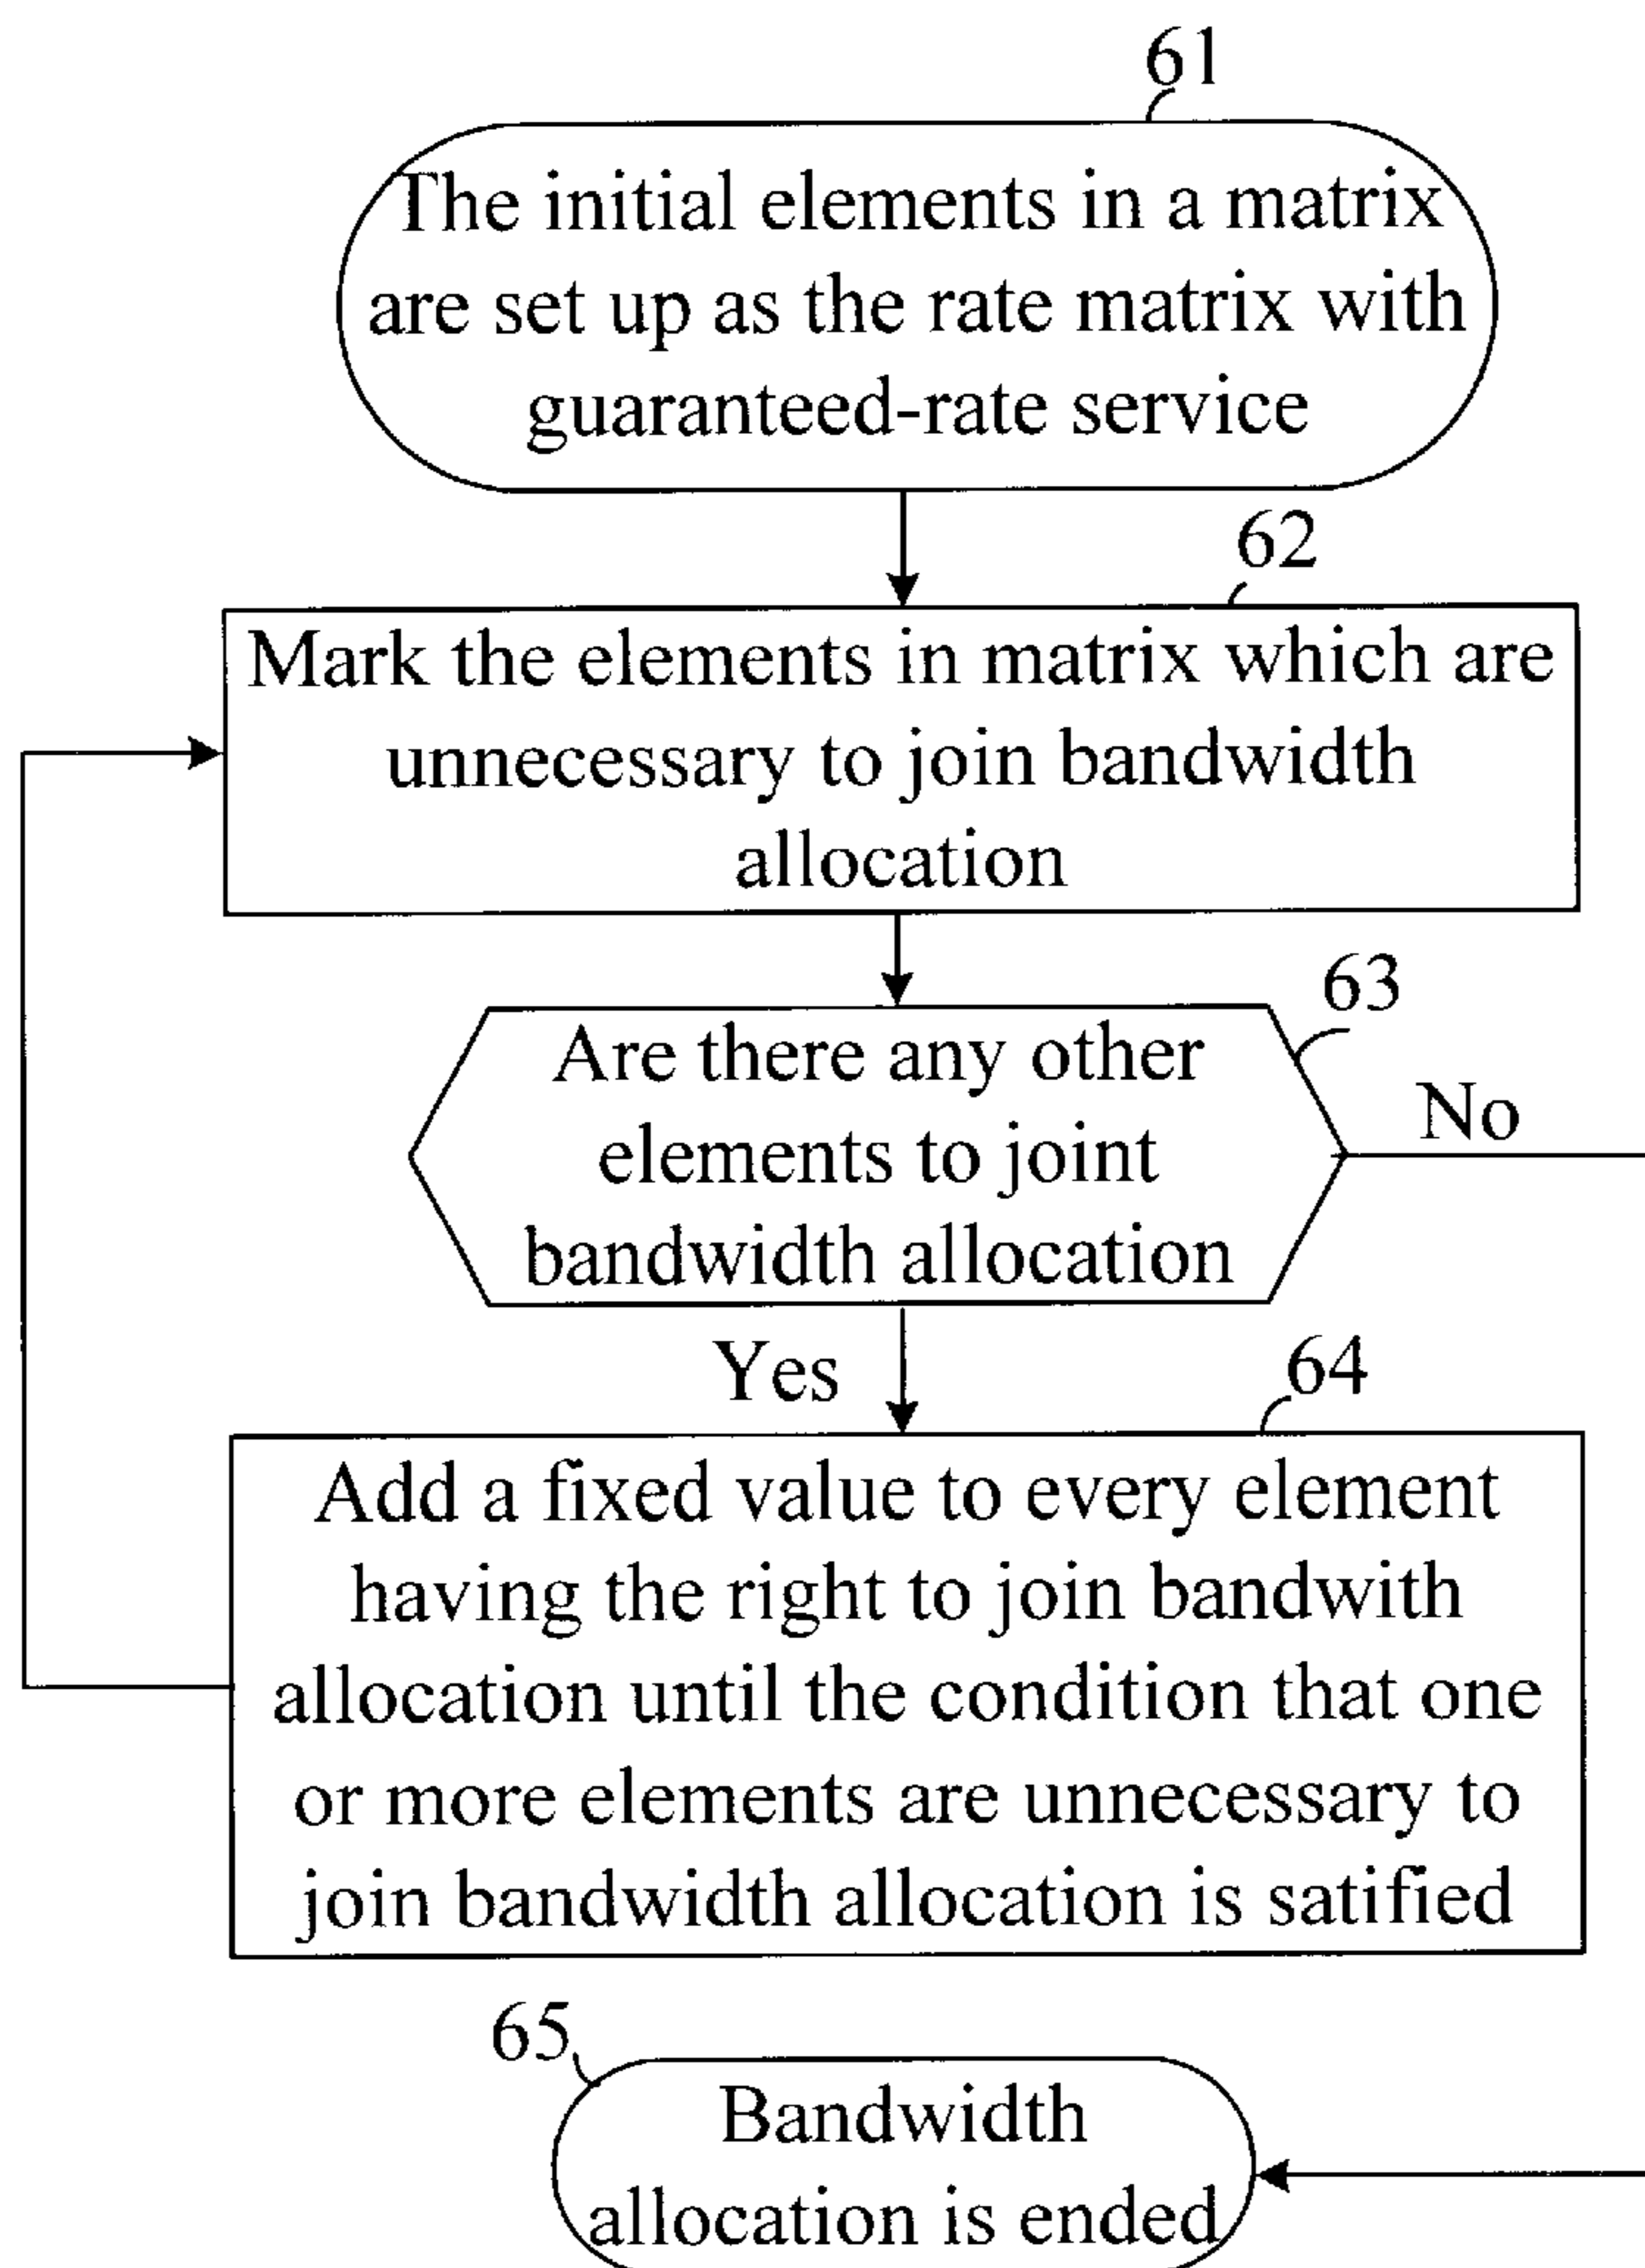 61
The initial elements in a matrix
are set up as the rate matrix with
guaranteed-rate service
62
Mark the elements in matrix which are
unnecessary to join bandwidth
allocation
63
Are there any other
elements to joint
bandwidth allocation
No
Yes
64
Add a fixed value to every element
having the right to join bandwith
allocation until the condition that one
or more elements are unnecessary to
join bandwidth allocation is satified
65
Bandwidth
allocation is ended